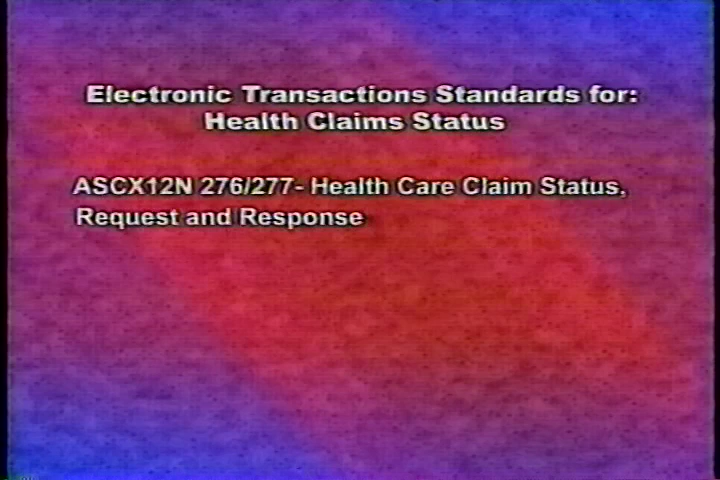 Electronic Transactions Standards for:
Health Claims Status
ASCX12N 276/277- Health Care Claim Status,
Request and Response